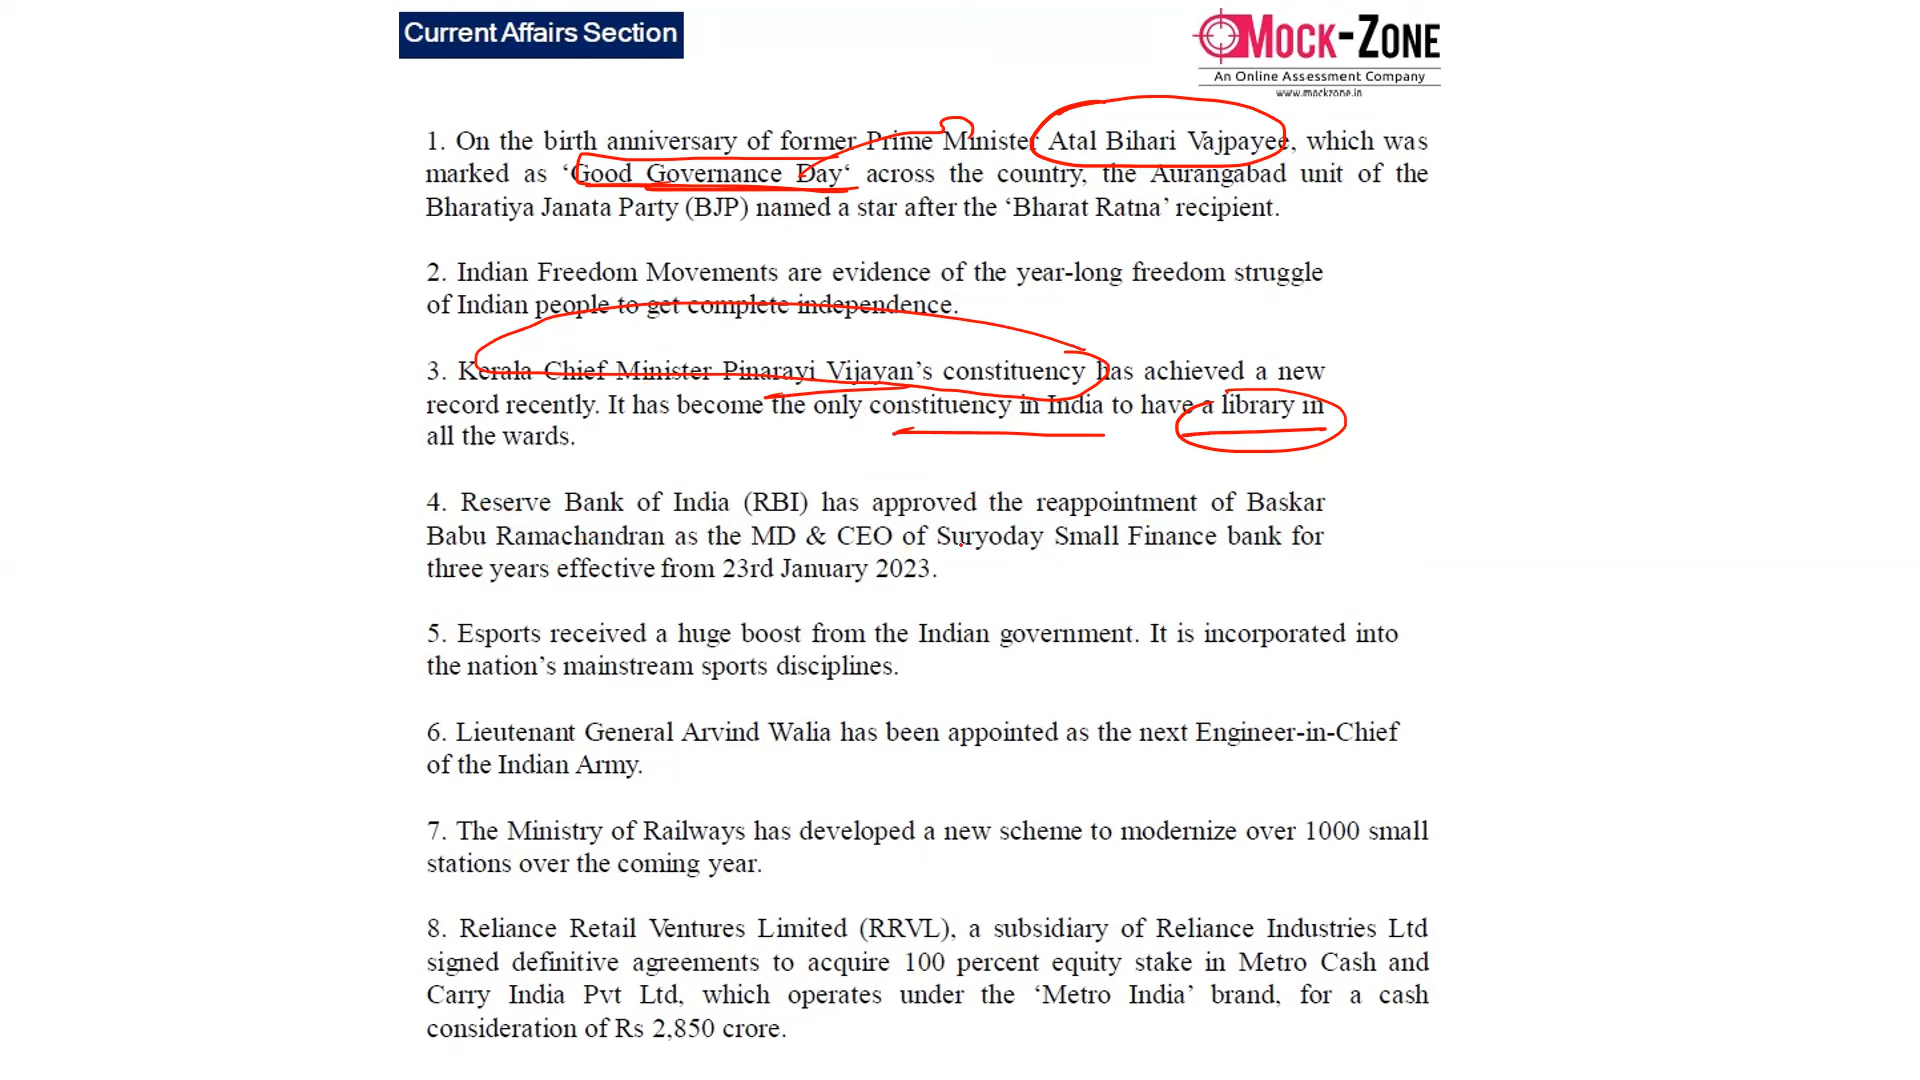 Current Affairs Section
MOCK-ZONE
An Online Assessment Company
www.mockzone.in
1. On the birth anniversary of former Prime Minister Atal Bihari Vajpayee, which was
marked as ‘Good Governance Day‘ across the country, the Aurangabad unit of the
Bharatiya Janata Party (BJP) named a star after the ‘Bharat Ratna’ recipient.
2. Indian Freedom Movements are evidence of the year-long freedom struggle
of Indian people to get complete independence.
3. Kerala Chief Minister Pinarayi Vijayan’s constituency has achieved a new
record recently. It has become the only constituency in India to have a library in
all the wards.
4. Reserve Bank of India (RBI) has approved the reappointment of Baskar
Babu Ramachandran as the MD & CEO of Suryoday Small Finance bank for
three years effective from 23rd January 2023.
5. Esports received a huge boost from the Indian government. It is incorporated into
the nation’s mainstream sports disciplines.
6. Lieutenant General Arvind Walia has been appointed as the next Engineer-in-Chief
of the Indian Army.
7. The Ministry of Railways has developed a new scheme to modernize over 1000 small
stations over the coming year.
8. Reliance Retail Ventures Limited (RRVL), a subsidiary of Reliance Industries Ltd
signed definitive agreements to acquire 100 percent equity stake in Metro Cash and
Carry India Pvt Ltd, which operates under the ‘Metro India’ brand, for a cash
consideration of Rs 2,850 crore.